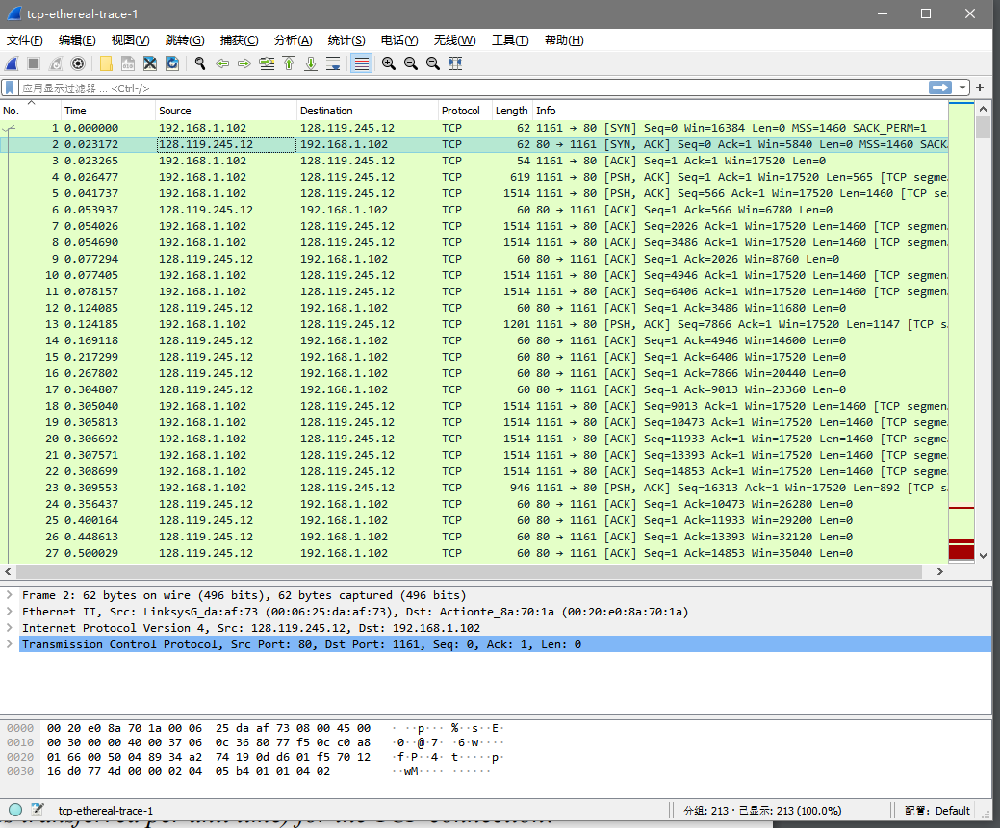 tcp-ethereal-trace-1
文件(F) 编辑(E) 视图(V) 跳转(G) 捕获(C) 分析(A) 统计(S) 电话(Y) 无线(W) 工具(T) 帮助(H)
应用显示过滤器 ... <Ctrl-/>
No. Time Source Destination Protocol Length Info
1 0.000000 192.168.1.102 128.119.245.12 TCP 62 1161 → 80 [SYN] Seq=0 Win=16384 Len=0 MSS=1460 SACK_PERM=1
2 0.023172 128.119.245.12 192.168.1.102 TCP 62 80 → 1161 [SYN, ACK] Seq=0 Ack=1 Win=5840 Len=0 MSS=1460 SACK…
3 0.023265 192.168.1.102 128.119.245.12 TCP 54 1161 → 80 [ACK] Seq=1 Ack=1 Win=17520 Len=0
4 0.026477 192.168.1.102 128.119.245.12 TCP 619 1161 → 80 [PSH, ACK] Seq=1 Ack=1 Win=17520 Len=565 [TCP segme…
5 0.041737 192.168.1.102 128.119.245.12 TCP 1514 1161 → 80 [PSH, ACK] Seq=566 Ack=1 Win=17520 Len=1460 [TCP se…
6 0.053937 128.119.245.12 192.168.1.102 TCP 60 80 → 1161 [ACK] Seq=1 Ack=566 Win=6780 Len=0
7 0.054026 192.168.1.102 128.119.245.12 TCP 1514 1161 → 80 [ACK] Seq=2026 Ack=1 Win=17520 Len=1460 [TCP segmen…
8 0.054690 192.168.1.102 128.119.245.12 TCP 1514 1161 → 80 [ACK] Seq=3486 Ack=1 Win=17520 Len=1460 [TCP segmen…
9 0.077294 128.119.245.12 192.168.1.102 TCP 60 80 → 1161 [ACK] Seq=1 Ack=2026 Win=8760 Len=0
10 0.077405 192.168.1.102 128.119.245.12 TCP 1514 1161 → 80 [ACK] Seq=4946 Ack=1 Win=17520 Len=1460 [TCP segmen…
11 0.078157 192.168.1.102 128.119.245.12 TCP 1514 1161 → 80 [ACK] Seq=6406 Ack=1 Win=17520 Len=1460 [TCP segmen…
12 0.124085 128.119.245.12 192.168.1.102 TCP 60 80 → 1161 [ACK] Seq=1 Ack=3486 Win=11680 Len=0
13 0.124185 192.168.1.102 128.119.245.12 TCP 1201 1161 → 80 [PSH, ACK] Seq=7866 Ack=1 Win=17520 Len=1147 [TCP s…
14 0.169118 128.119.245.12 192.168.1.102 TCP 60 80 → 1161 [ACK] Seq=1 Ack=4946 Win=14600 Len=0
15 0.217299 128.119.245.12 192.168.1.102 TCP 60 80 → 1161 [ACK] Seq=1 Ack=6406 Win=17520 Len=0
16 0.267802 128.119.245.12 192.168.1.102 TCP 60 80 → 1161 [ACK] Seq=1 Ack=7866 Win=20440 Len=0
17 0.304807 128.119.245.12 192.168.1.102 TCP 60 80 → 1161 [ACK] Seq=1 Ack=9013 Win=23360 Len=0
18 0.305040 192.168.1.102 128.119.245.12 TCP 1514 1161 → 80 [ACK] Seq=9013 Ack=1 Win=17520 Len=1460 [TCP segmen…
19 0.305813 192.168.1.102 128.119.245.12 TCP 1514 1161 → 80 [ACK] Seq=10473 Ack=1 Win=17520 Len=1460 [TCP segme…
20 0.306692 192.168.1.102 128.119.245.12 TCP 1514 1161 → 80 [ACK] Seq=11933 Ack=1 Win=17520 Len=1460 [TCP segme…
21 0.307571 192.168.1.102 128.119.245.12 TCP 1514 1161 → 80 [ACK] Seq=13393 Ack=1 Win=17520 Len=1460 [TCP segme…
22 0.308699 192.168.1.102 128.119.245.12 TCP 1514 1161 → 80 [ACK] Seq=14853 Ack=1 Win=17520 Len=1460 [TCP segme…
23 0.309553 192.168.1.102 128.119.245.12 TCP 946 1161 → 80 [PSH, ACK] Seq=16313 Ack=1 Win=17520 Len=892 [TCP s…
24 0.356437 128.119.245.12 192.168.1.102 TCP 60 80 → 1161 [ACK] Seq=1 Ack=10473 Win=26280 Len=0
25 0.400164 128.119.245.12 192.168.1.102 TCP 60 80 → 1161 [ACK] Seq=1 Ack=11933 Win=29200 Len=0
26 0.448613 128.119.245.12 192.168.1.102 TCP 60 80 → 1161 [ACK] Seq=1 Ack=13393 Win=32120 Len=0
27 0.500029 128.119.245.12 192.168.1.102 TCP 60 80 → 1161 [ACK] Seq=1 Ack=14853 Win=35040 Len=0
Frame 2: 62 bytes on wire (496 bits), 62 bytes captured (496 bits)
Ethernet II, Src: LinksysG_da:af:73 (00:06:25:da:af:73), Dst: Actionte_8a:70:1a (00:20:e0:8a:70:1a)
Internet Protocol Version 4, Src: 128.119.245.12, Dst: 192.168.1.102
Transmission Control Protocol, Src Port: 80, Dst Port: 1161, Seq: 0, Ack: 1, Len: 0
0000 00 20 e0 8a 70 1a 00 06 25 da af 73 08 00 45 00 · ··p··· %··s··E·
0010 00 30 00 00 40 00 37 06 0c 36 80 77 f5 0c c0 a8 ·0··@·7· ·6·w····
0020 01 66 00 50 04 89 34 a2 74 19 0d d6 01 f5 70 12 ·f·P··4· t·····p·
0030 16 d0 77 4d 00 00 02 04 05 b4 01 01 04 02 ··wM···· ······
tcp-ethereal-trace-1 分组: 213 · 已显示: 213 (100.0%) 配置: Default